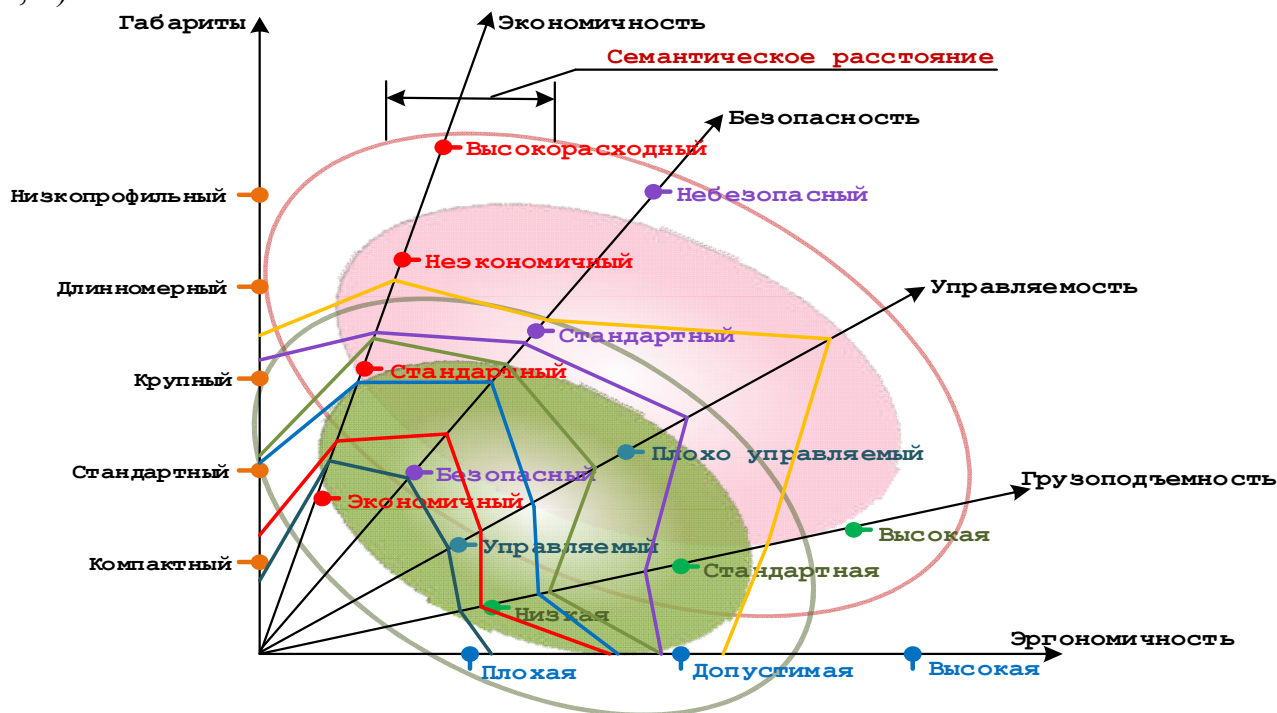 Габариты
Экономичность
Семантическое расстояние
Безопасность
Высокорасходный
Низкопрофильный
Небезопасный
Неэкономичный
Длинномерный
Управляемость
Стандартный
Крупный
Стандартный
Плохо управляемый
Стандартный
Безопасный
Грузоподъемность
Экономичный
Высокая
Управляемый
Компактный
Стандартная
Низкая
Эргономичность
Плохая
Допустимая
Высокая